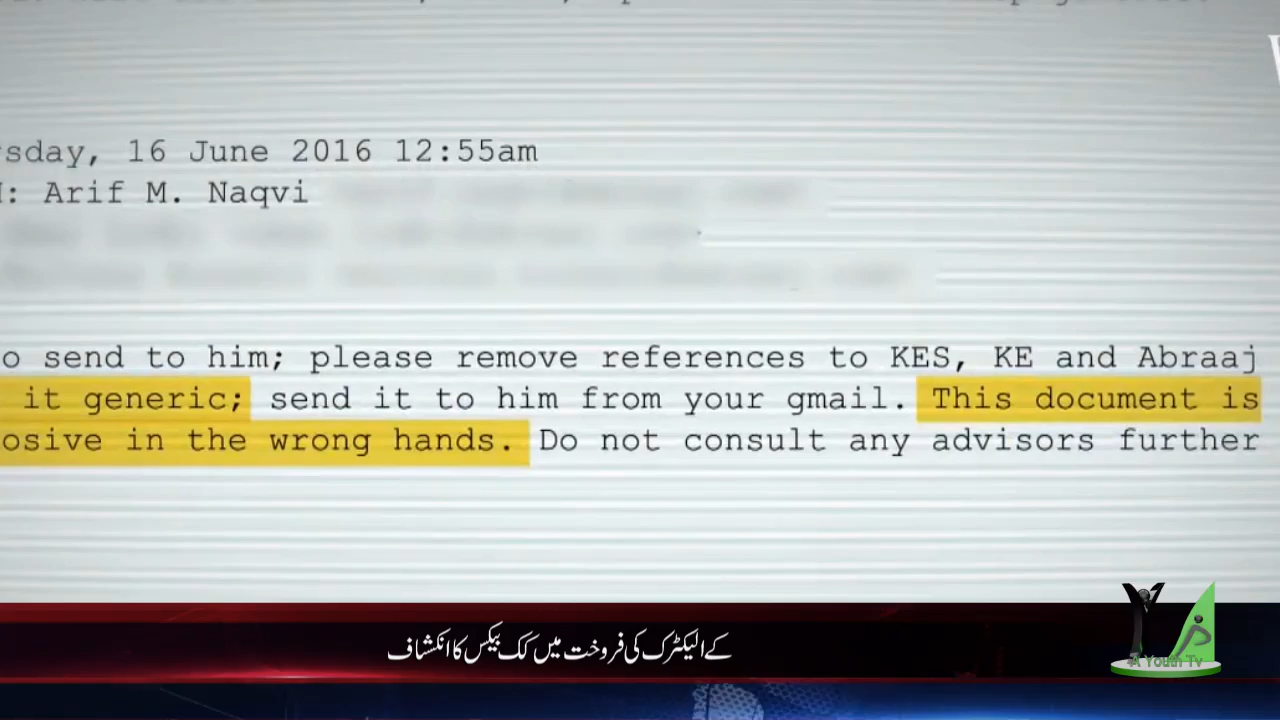 sday, 16 June 2016 12:55am
: Arif M. Naqvi
o send to him; please remove references to KES, KE and Abraaj
it generic; send it to him from your gmail. This document is
osive in the wrong hands. Do not consult any advisors further
کے الیکٹرک کی فروخت میں کک بیکس کا انکشاف
Youth Tv